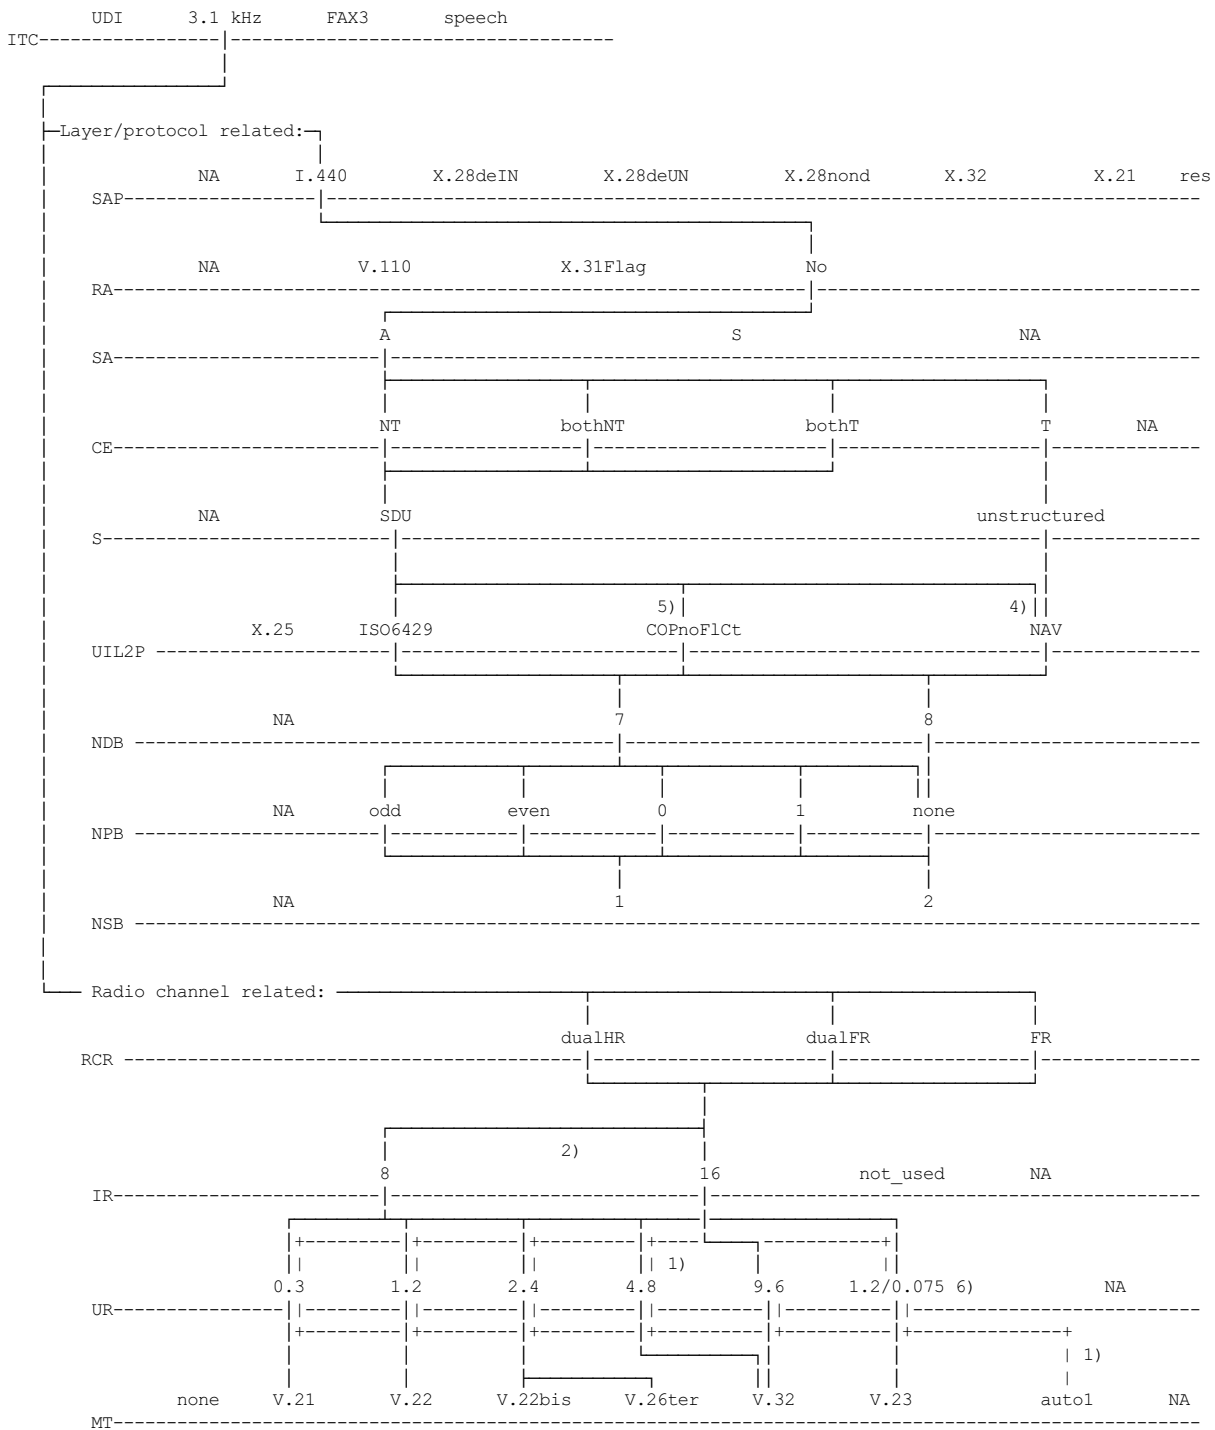 UDI 3.1 kHz FAX3 speech
ITC
Layer/protocol related:
NA I.440 X.28deIN X.28deUN X.28nond X.32 X.21 res
SAP
NA V.110 X.31Flag No
RA
A S NA
SA
NT bothNT bothT T NA
CE
NA SDU unstructured
S
5) 4)
X.25 ISO6429 COPnoFlCt NAV
UIL2P
NA 7 8
NDB
NA odd even 0 1 none
NPB
NA 1 2
NSB
Radio channel related:
dualHR dualFR FR
RCR
2)
8 16 not_used NA
IR
1)
0.3 1.2 2.4 4.8 9.6 1.2/0.075 6) NA
UR
1)
none V.21 V.22 V.22bis V.26ter V.32 V.23 auto1 NA
MT